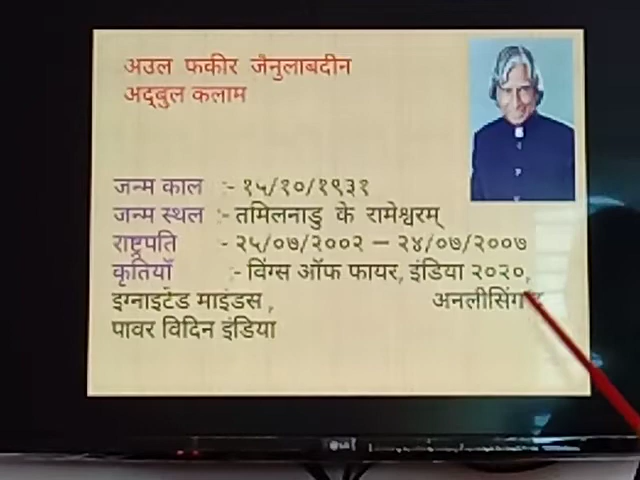 अउल फकीर जैनुलाबदीन
अद्बुल कलाम
जन्म काल :- १५/१०/१९३१
जन्म स्थल :- तमिलनाडु के रामेश्वरम्
राष्ट्रपति - २५/०७/२००२ – २४/०७/२००७
कृतियाँ :- विंग्स ऑफ फायर, इंडिया २०२०,
इग्नाइटेड माइंडस , अनलीसिंग
पावर विदिन इंडिया
LG